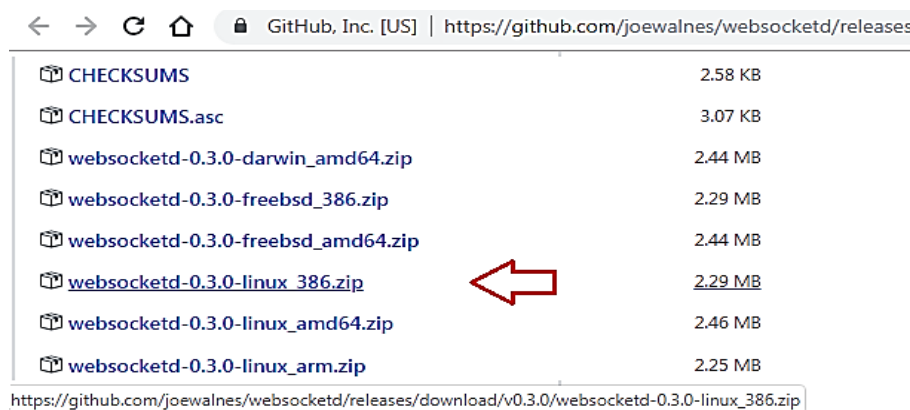 GitHub, Inc. [US] | https://github.com/joewalnes/websocketd/releases
CHECKSUMS 2.58 KB
CHECKSUMS.asc 3.07 KB
websocketd-0.3.0-darwin_amd64.zip 2.44 MB
websocketd-0.3.0-freebsd_386.zip 2.29 MB
websocketd-0.3.0-freebsd_amd64.zip 2.44 MB
websocketd-0.3.0-linux_386.zip 2.29 MB
websocketd-0.3.0-linux_amd64.zip 2.46 MB
websocketd-0.3.0-linux_arm.zip 2.25 MB
https://github.com/joewalnes/websocketd/releases/download/v0.3.0/websocketd-0.3.0-linux_386.zip